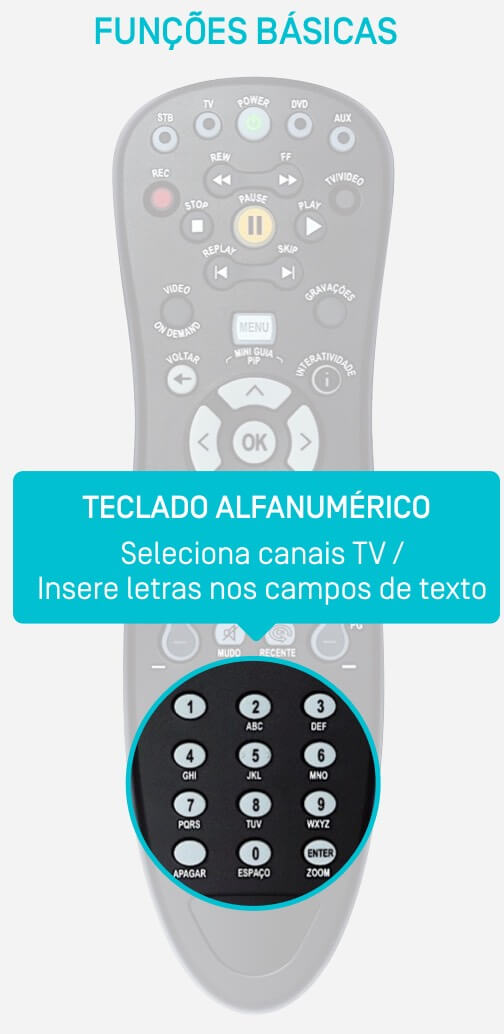 FUNÇÕES BÁSICAS
STB TV POWER DVD AUX
REW FF
REC TV/VIDEO
STOP PAUSE PLAY
REPLAY SKIP
VIDEO
ON DEMAND
GRAVAÇÕES
MENU
VOLTAR
MINI GUIA
PiP
INTERATIVIDADE
i
OK
TECLADO ALFANUMÉRICO
Seleciona canais TV /
Insere letras nos campos de texto
PG
MUDO RECENTE
1 2 3
ABC DEF
4 5 6
GHI JKL MNO
7 8 9
PQRS TUV WXYZ
0 ENTER
APAGAR ESPAÇO ZOOM